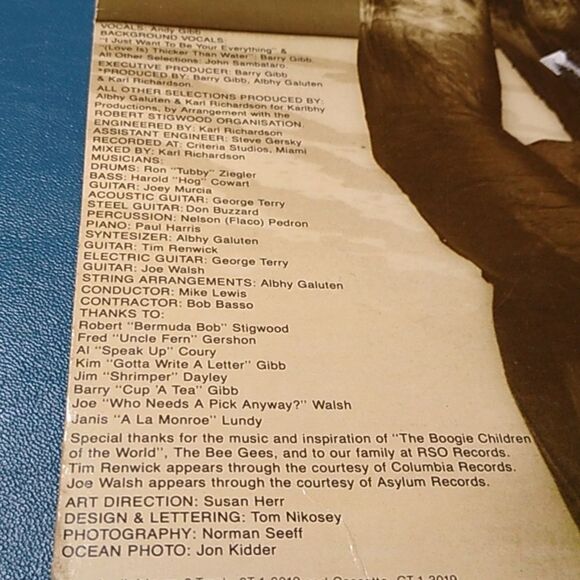 VOCALS: Andy Gibb
BACKGROUND VOCALS:
"I Just Want To Be Your Everything" &
"(Love Is) Thicker Than Water": Barry Gibb.
All Other Selections: John Sambataro.
EXECUTIVE PRODUCER: Barry Gibb
*PRODUCED BY: Barry Gibb, Albhy Galuten
& Karl Richardson.
ALL OTHER SELECTIONS PRODUCED BY:
Albhy Galuten & Karl Richardson for Karlbhy
Productions, by Arrangement with the
ROBERT STIGWOOD ORGANISATION.
ENGINEERED BY: Karl Richardson
ASSISTANT ENGINEER: Steve Gersky
RECORDED AT: Criteria Studios, Miami
MIXED BY: Karl Richardson
MUSICIANS:
DRUMS: Ron "Tubby" Ziegler
BASS: Harold "Hog" Cowart
GUITAR: Joey Murcia
ACOUSTIC GUITAR: George Terry
STEEL GUITAR: Don Buzzard
PERCUSSION: Nelson (Flaco) Pedron
PIANO: Paul Harris
SYNTESIZER: Albhy Galuten
GUITAR: Tim Renwick
ELECTRIC GUITAR: George Terry
GUITAR: Joe Walsh
STRING ARRANGEMENTS: Albhy Galuten
CONDUCTOR: Mike Lewis
CONTRACTOR: Bob Basso
THANKS TO:
Robert "Bermuda Bob" Stigwood
Fred "Uncle Fern" Gershon
Al "Speak Up" Coury
Kim "Gotta Write A Letter" Gibb
Jim "Shrimper" Dayley
Barry "Cup 'A Tea" Gibb
Joe "Who Needs A Pick Anyway?" Walsh
Janis "A La Monroe" Lundy
Special thanks for the music and inspiration of "The Boogie Children
of the World", The Bee Gees, and to our family at RSO Records.
Tim Renwick appears through the courtesy of Columbia Records.
Joe Walsh appears through the courtesy of Asylum Records.
ART DIRECTION: Susan Herr
DESIGN & LETTERING: Tom Nikosey
PHOTOGRAPHY: Norman Seeff
OCEAN PHOTO: Jon Kidder